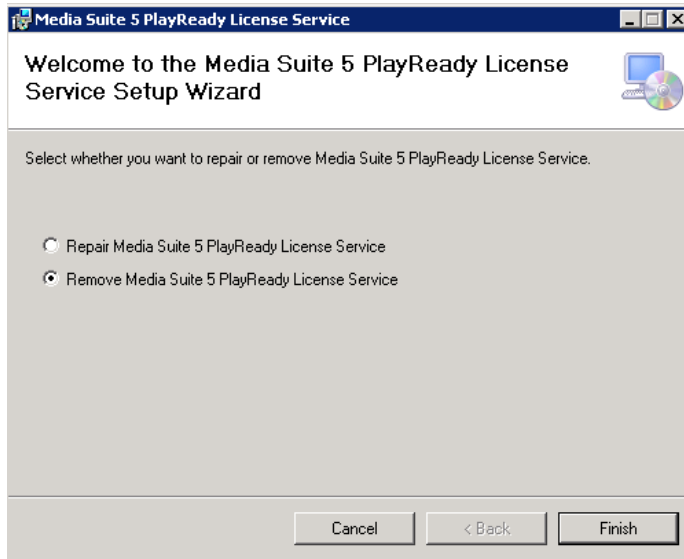 Media Suite 5 PlayReady License Service
Welcome to the Media Suite 5 PlayReady License
Service Setup Wizard
Select whether you want to repair or remove Media Suite 5 PlayReady License Service.
Repair Media Suite 5 PlayReady License Service
Remove Media Suite 5 PlayReady License Service
Cancel
< Back
Finish